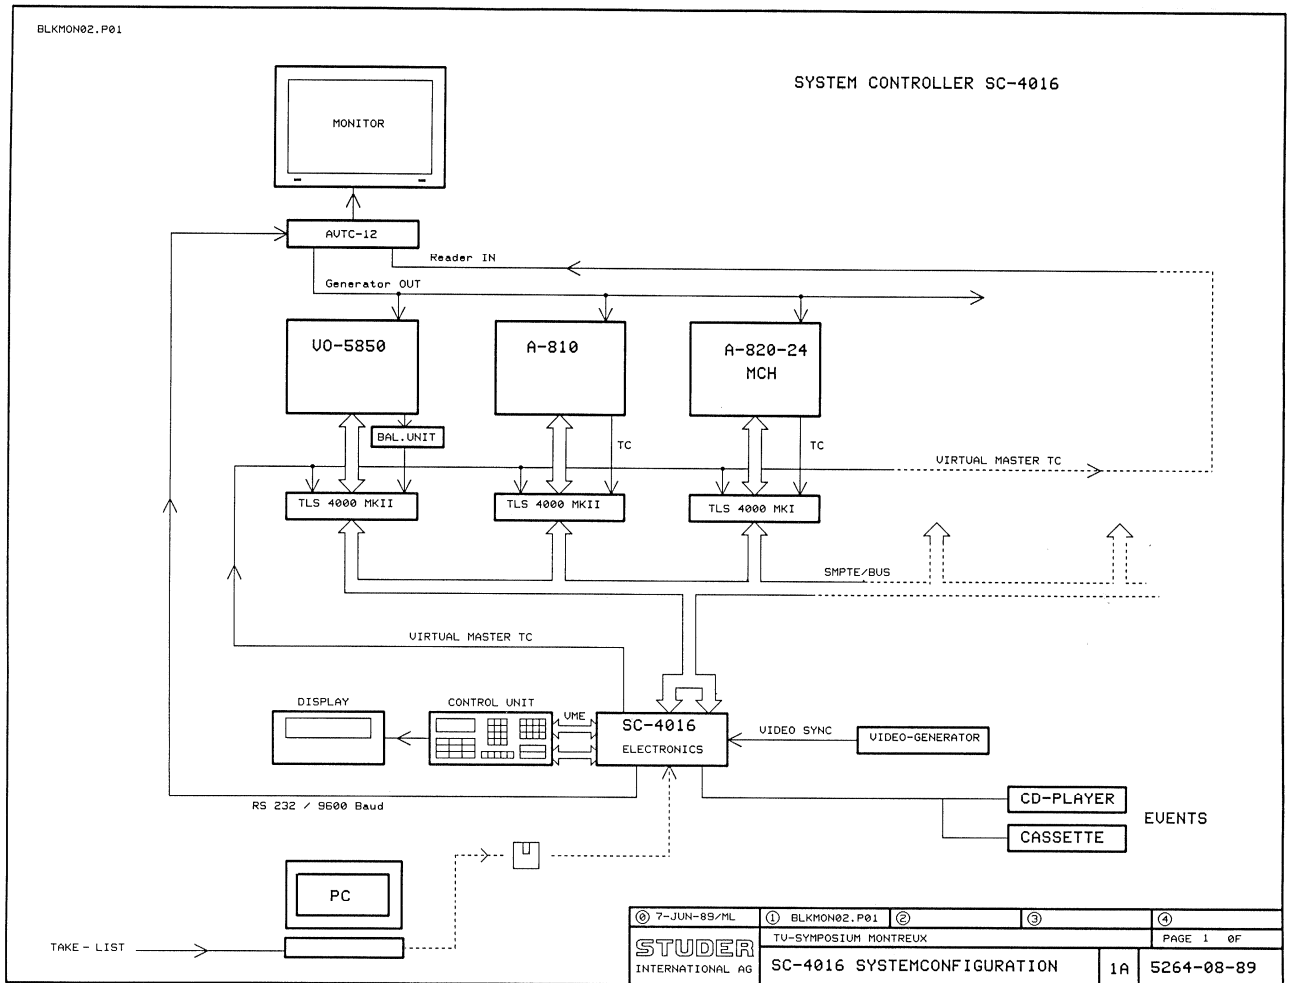 BLKMON02.P01
SYSTEM CONTROLLER SC-4016
MONITOR
AVTC-12
Reader IN
Generator OUT
VO-5850
A-810
A-820-24
MCH
BAL.UNIT
TC
TC
VIRTUAL MASTER TC
TLS 4000 MKII
TLS 4000 MKII
TLS 4000 MKI
SMPTE/BUS
VIRTUAL MASTER TC
DISPLAY
CONTROL UNIT
VME
SC-4016
ELECTRONICS
VIDEO SYNC
VIDEO-GENERATOR
RS 232 / 9600 Baud
CD-PLAYER
CASSETTE
EVENTS
PC
TAKE - LIST
⓪ 7-JUN-89/ML
① BLKMON02.P01
②
③
④
STUDER
INTERNATIONAL AG
TV-SYMPOSIUM MONTREUX
PAGE 1 OF
SC-4016 SYSTEMCONFIGURATION
1A
5264-08-89